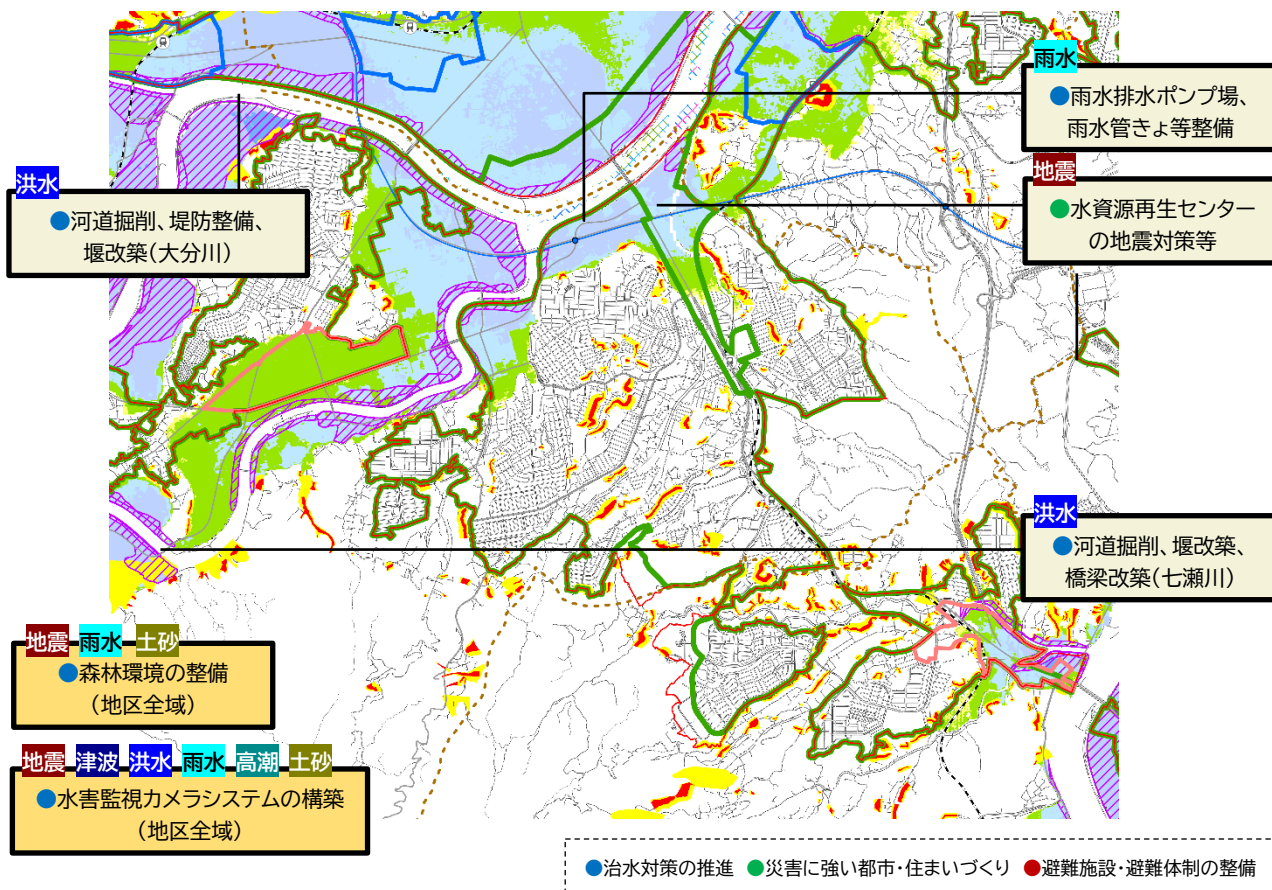 雨水
●雨水排水ポンプ場、
雨水管きょ等整備
地震
●水資源再生センター
の地震対策等
洪水
●河道掘削、堤防整備、
堰改築(大分川)
洪水
●河道掘削、堰改築、
橋梁改築(七瀬川)
地震 雨水 土砂
●森林環境の整備
(地区全域)
地震 津波 洪水 雨水 高潮 土砂
●水害監視カメラシステムの構築
(地区全域)
●治水対策の推進 ●災害に強い都市・住まいづくり ●避難施設・避難体制の整備